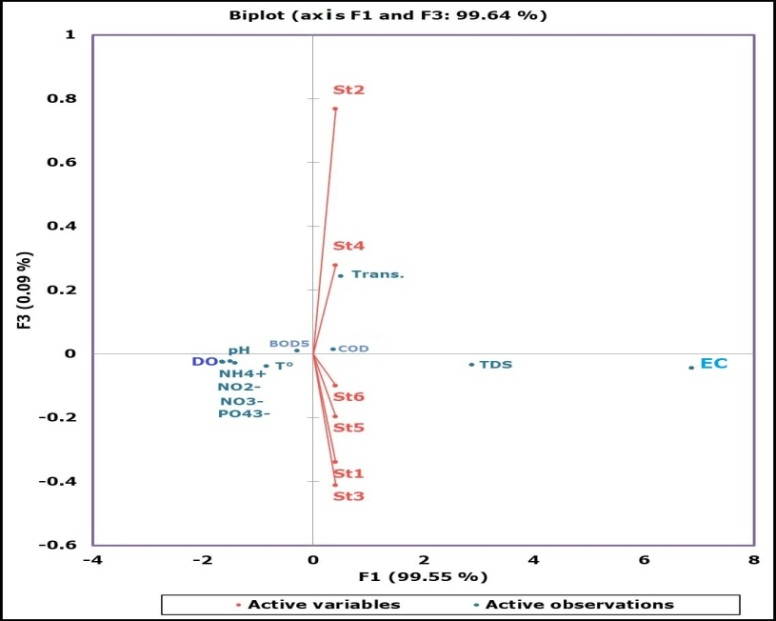 Biplot (axis F1 and F3: 99.64 %)
1
0.8
0.6
0.4
0.2
0
-0.2
-0.4
-0.6
F3 (0.09 %)
St2
St4
Trans.
BOD5
COD
DO
pH
T°
NH4+
NO2-
NO3-
PO43-
TDS
EC
St6
St5
St1
St3
-4 -2 0 2 4 6 8
F1 (99.55 %)
Active variables Active observations